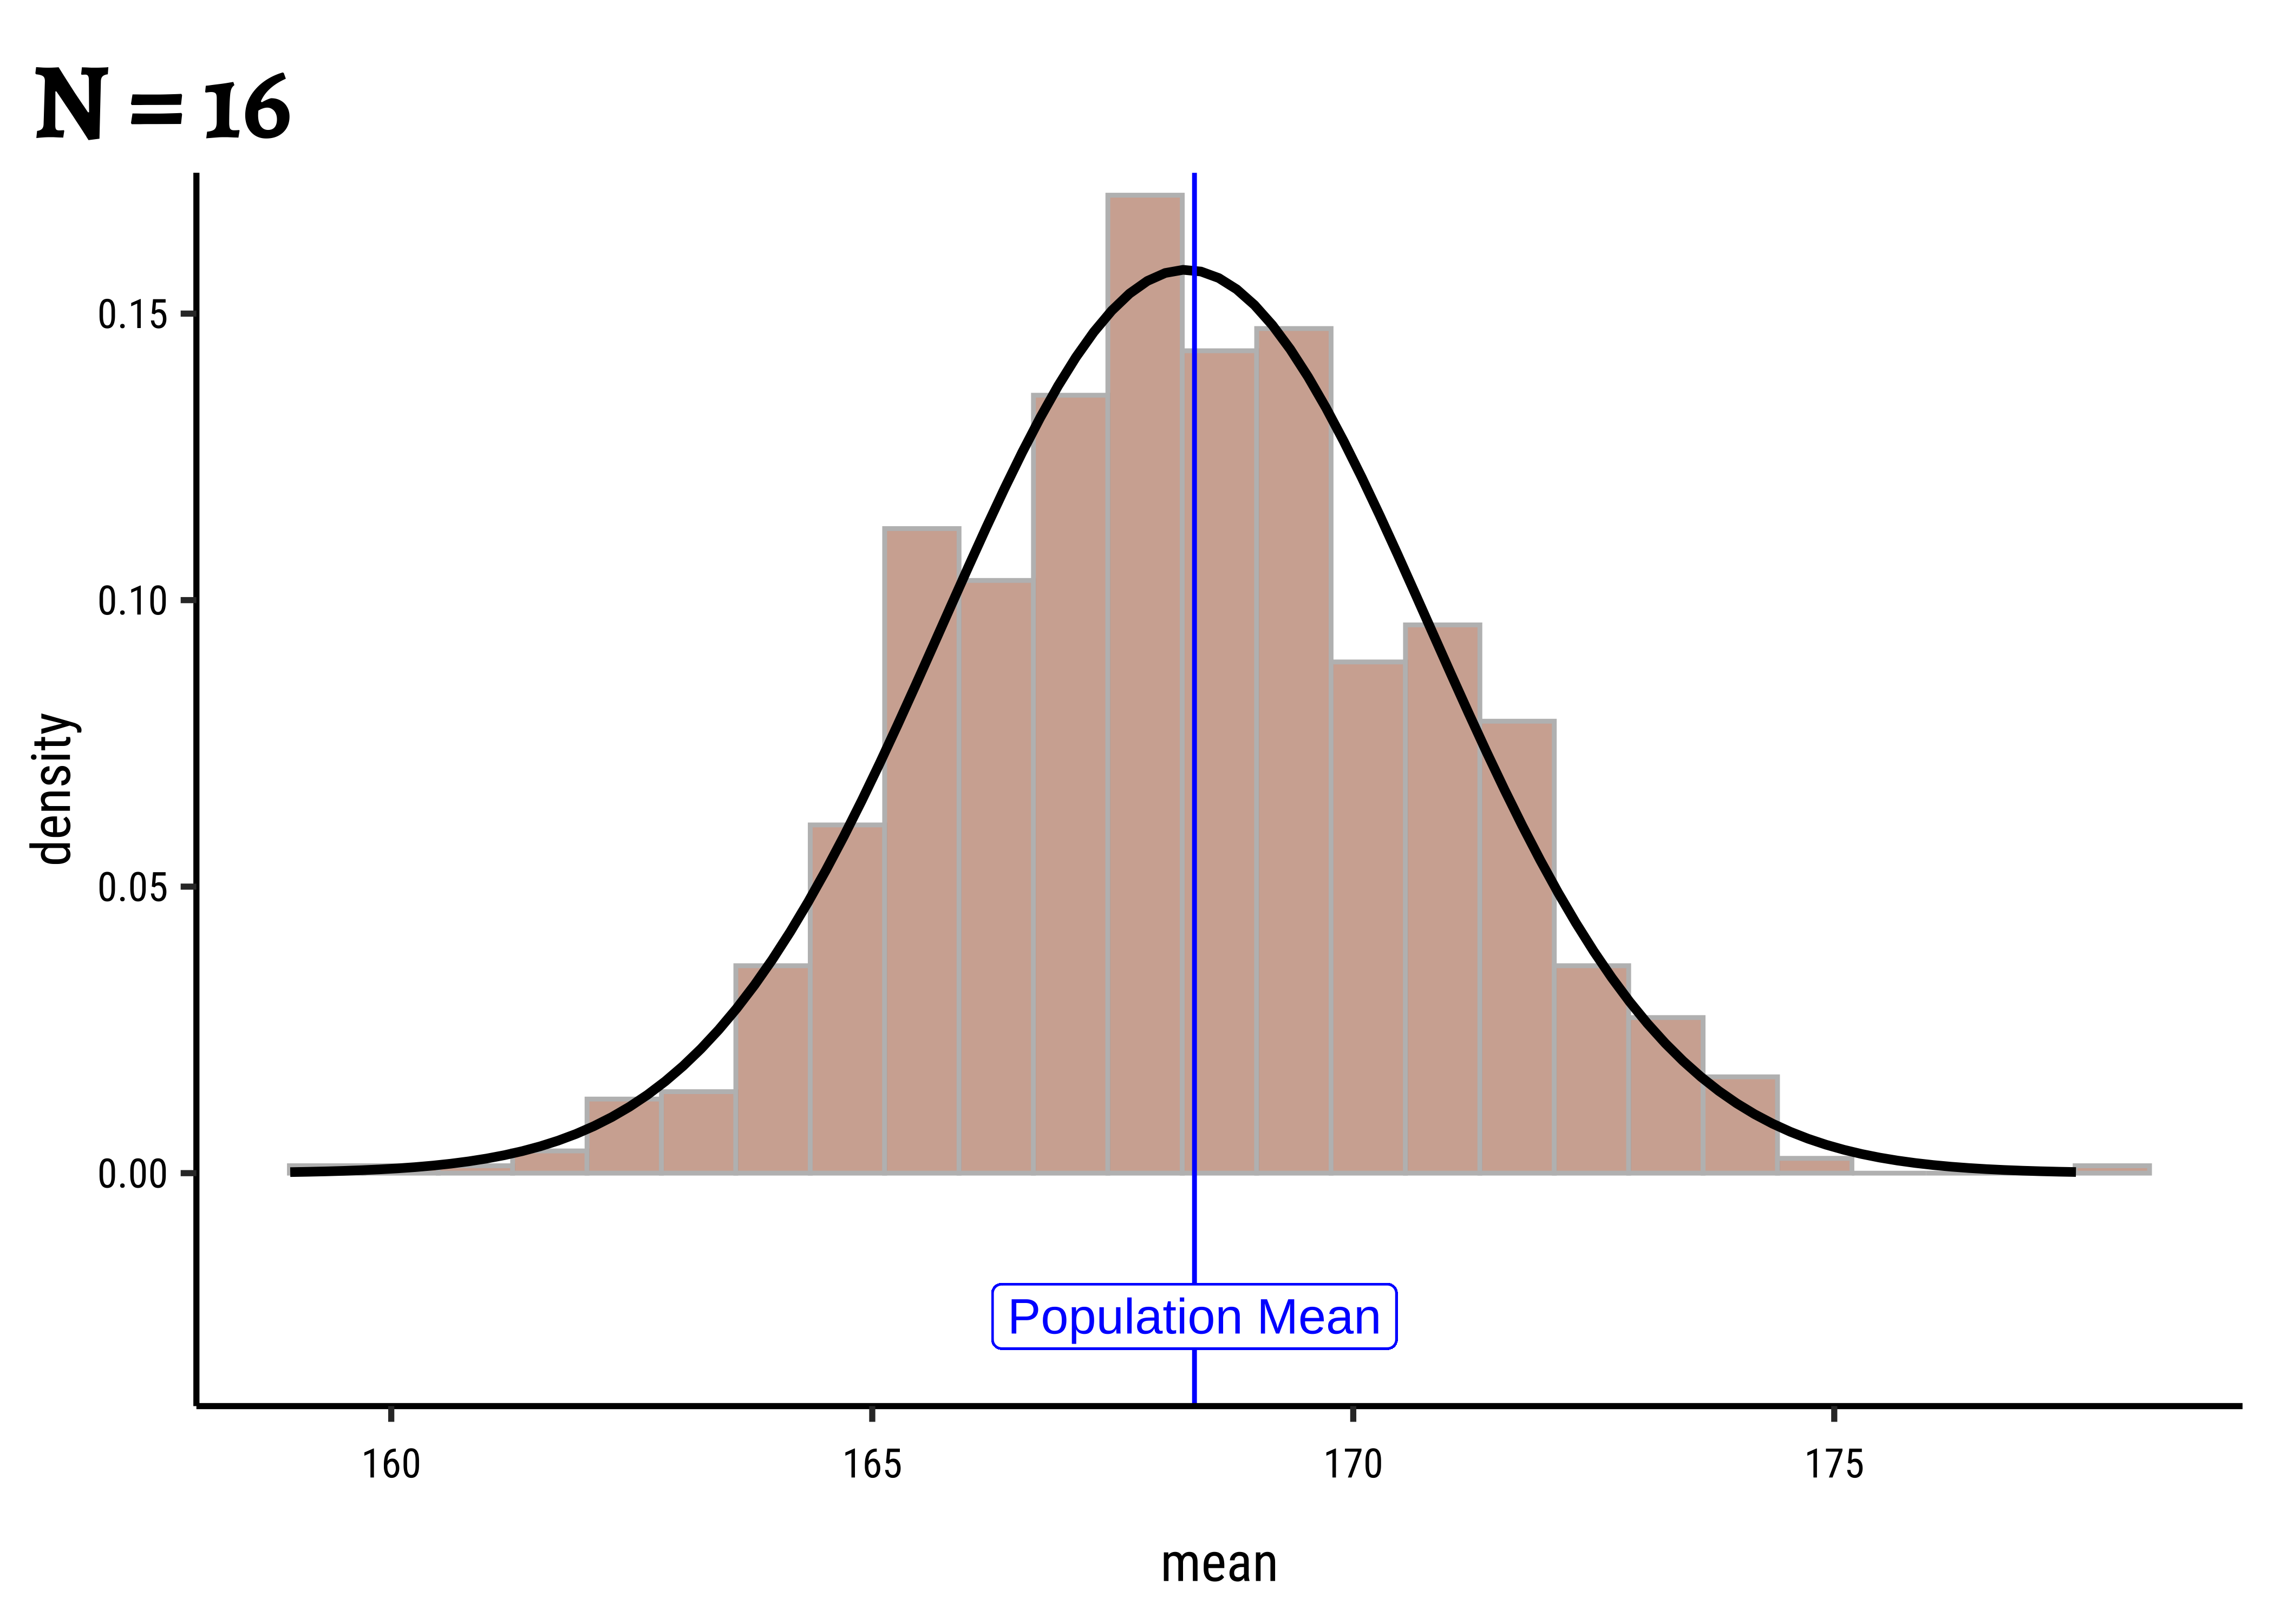 N = 16
0.15
0.10
0.05
0.00
density
Population Mean
160 165 170 175
mean